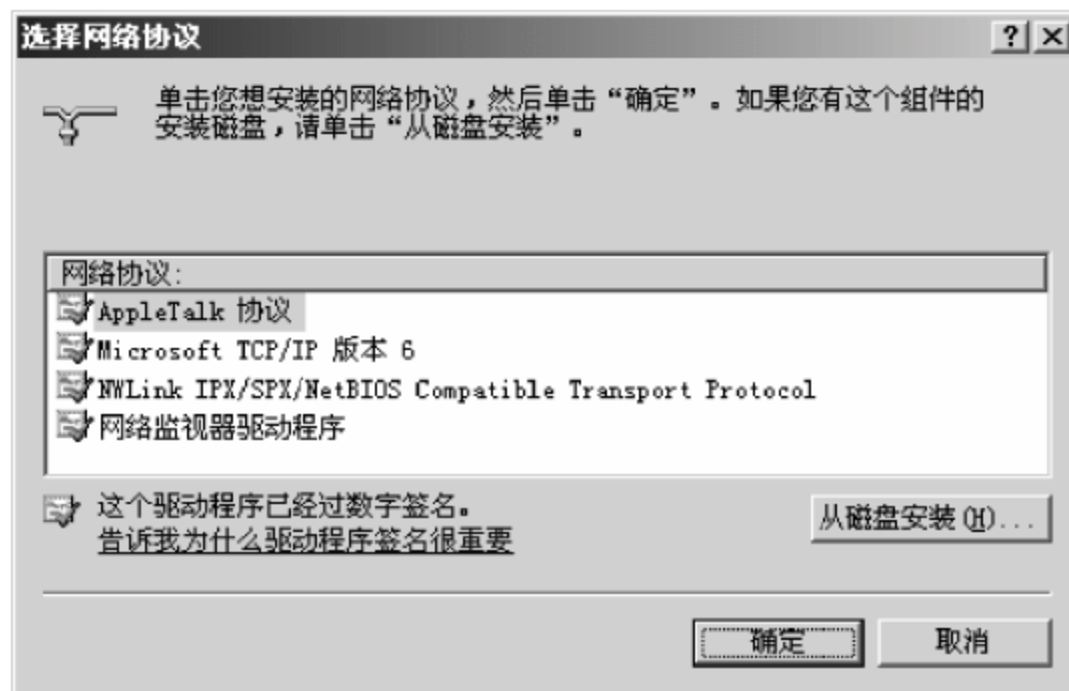 选择网络协议
单击您想安装的网络协议，然后单击“确定”。如果您有这个组件的
安装磁盘，请单击“从磁盘安装”。
网络协议:
AppleTalk 协议
Microsoft TCP/IP 版本 6
NWLink IPX/SPX/NetBIOS Compatible Transport Protocol
网络监视器驱动程序
这个驱动程序已经过数字签名。
告诉我为什么驱动程序签名很重要
从磁盘安装(H)...
确定
取消